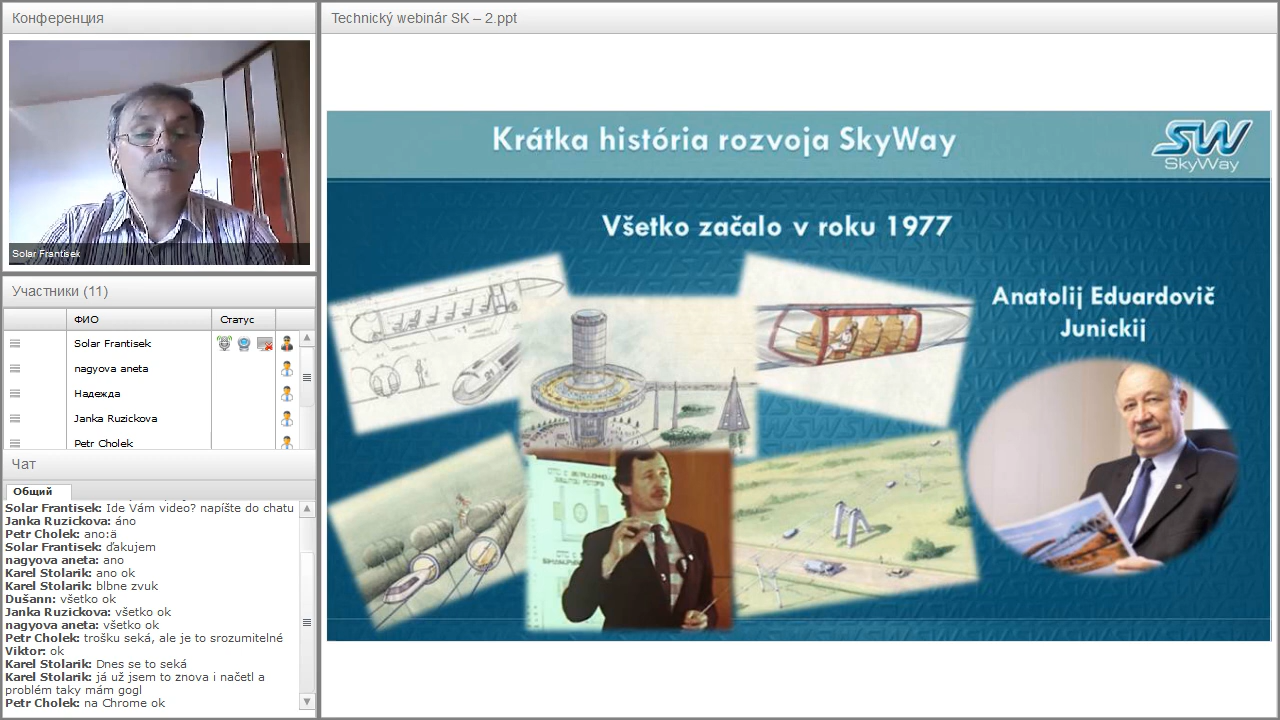 Конференция
Solar Frantisek
Участники (11)
ФИО
Статус
Solar Frantisek
nagyova aneta
Надежда
Janka Ruzickova
Petr Cholek
Чат
Общий
Solar Frantisek: Ide Vám video? napíšte do chatu
Janka Ruzickova: áno
Petr Cholek: ano:ä
Solar Frantisek: ďakujem
nagyova aneta: ano
Karel Stolarik: ano ok
Karel Stolarik: blbne zvuk
Dušann: všetko ok
Janka Ruzickova: všetko ok
nagyova aneta: všetko ok
Petr Cholek: trošku seká, ale je to srozumitelné
Viktor: ok
Karel Stolarik: Dnes se to seká
Karel Stolarik: já už jsem to znova i načetl a
problém taky mám gogl
Petr Cholek: na Chrome ok
Technický webinár SK – 2.ppt
Krátka história rozvoja SkyWay
SW
SkyWay
Všetko začalo v roku 1977
Anatolij Eduardovič
Junickij